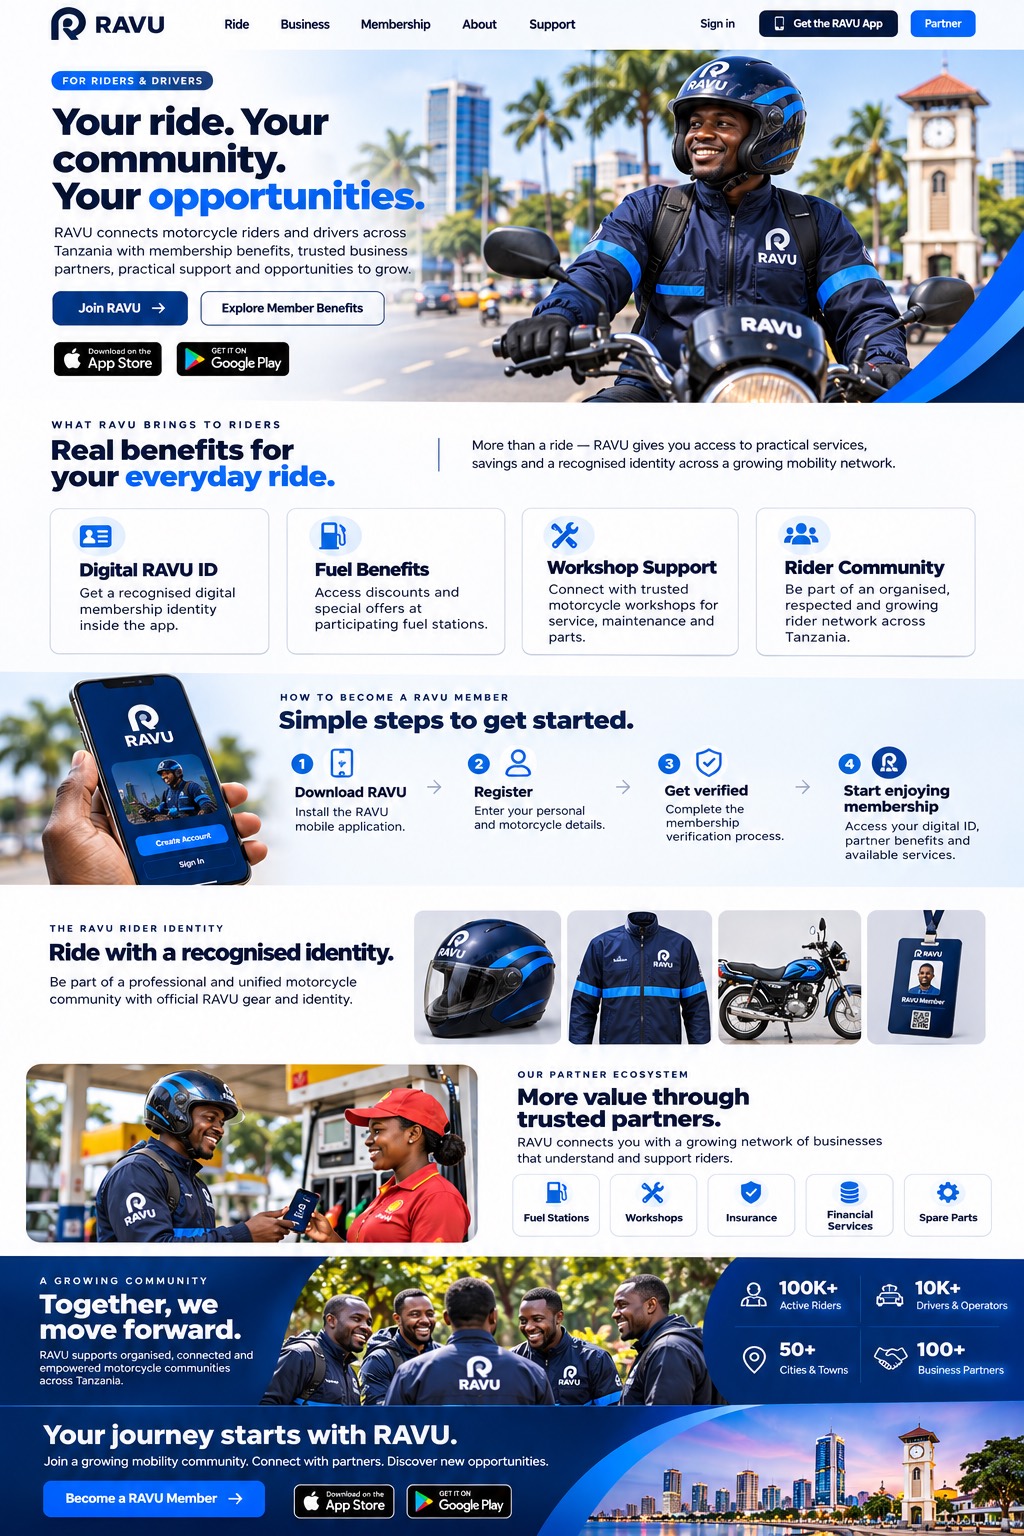 RAVU
Ride
Business
Membership
About
Support
Sign in
Get the RAVU App
Partner
FOR RIDERS & DRIVERS
Your ride. Your
community.
Your opportunities.
RAVU connects motorcycle riders and drivers across
Tanzania with membership benefits, trusted business
partners, practical support and opportunities to grow.
Join RAVU
Explore Member Benefits
Download on the
App Store
GET IT ON
Google Play
RAVU
RAVU
RAVU
WHAT RAVU BRINGS TO RIDERS
Real benefits for
your everyday ride.
More than a ride — RAVU gives you access to practical services,
savings and a recognised identity across a growing mobility network.
Digital RAVU ID
Get a recognised digital
membership identity
inside the app.
Fuel Benefits
Access discounts and
special offers at
participating fuel stations.
Workshop Support
Connect with trusted
motorcycle workshops for
service, maintenance and
parts.
Rider Community
Be part of an organised,
respected and growing
rider network across
Tanzania.
RAVU
Create Account
Sign In
HOW TO BECOME A RAVU MEMBER
Simple steps to get started.
1
Download RAVU
Install the RAVU
mobile application.
2
Register
Enter your personal
and motorcycle details.
3
Get verified
Complete the
membership
verification process.
4
Start enjoying
membership
Access your digital ID,
partner benefits and
available services.
THE RAVU RIDER IDENTITY
Ride with a recognised identity.
Be part of a professional and unified motorcycle
community with official RAVU gear and identity.
RAVU
RAVU
RAVU
RAVU Member
RAVU
OUR PARTNER ECOSYSTEM
More value through
trusted partners.
RAVU connects you with a growing network of businesses
that understand and support riders.
Fuel Stations
Workshops
Insurance
Financial
Services
Spare Parts
A GROWING COMMUNITY
Together, we
move forward.
RAVU supports organised, connected and
empowered motorcycle communities
across Tanzania.
RAVU
RAVU
100K+
Active Riders
10K+
Drivers & Operators
50+
Cities & Towns
100+
Business Partners
Your journey starts with RAVU.
Join a growing mobility community. Connect with partners. Discover new opportunities.
Become a RAVU Member
Download on the
App Store
GET IT ON
Google Play